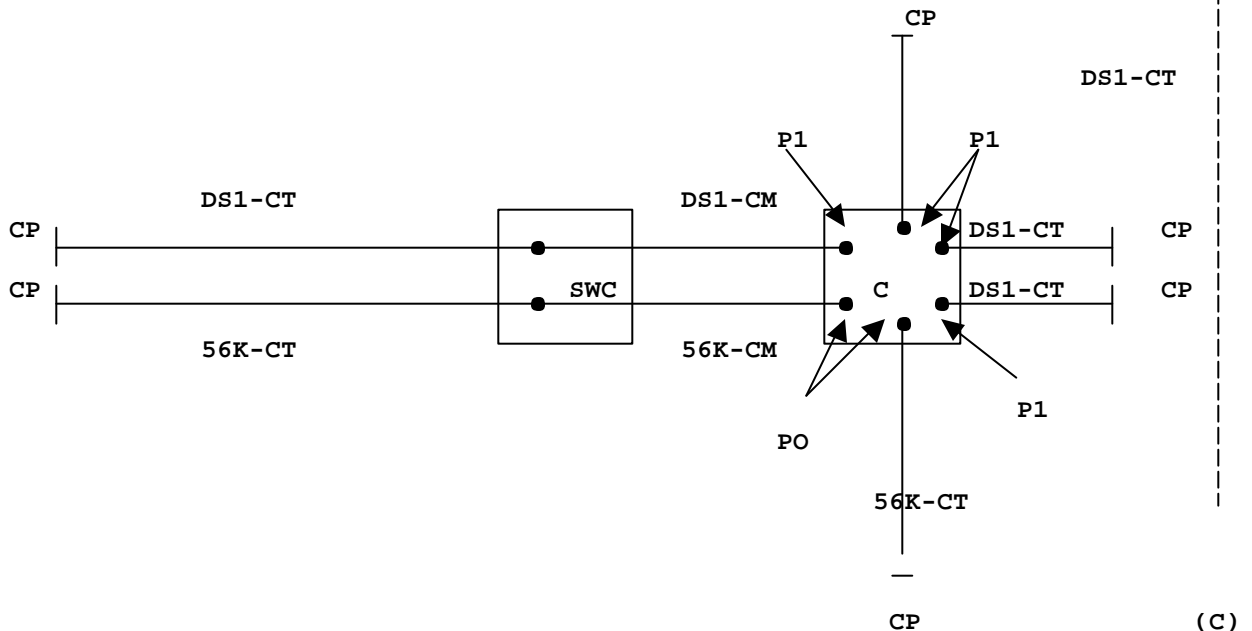 CP
DS1-CT
P1 P1
DS1-CT DS1-CM
CP DS1-CT CP
CP SWC C DS1-CT CP
56K-CT 56K-CM
P1
PO
56K-CT
CP (C)